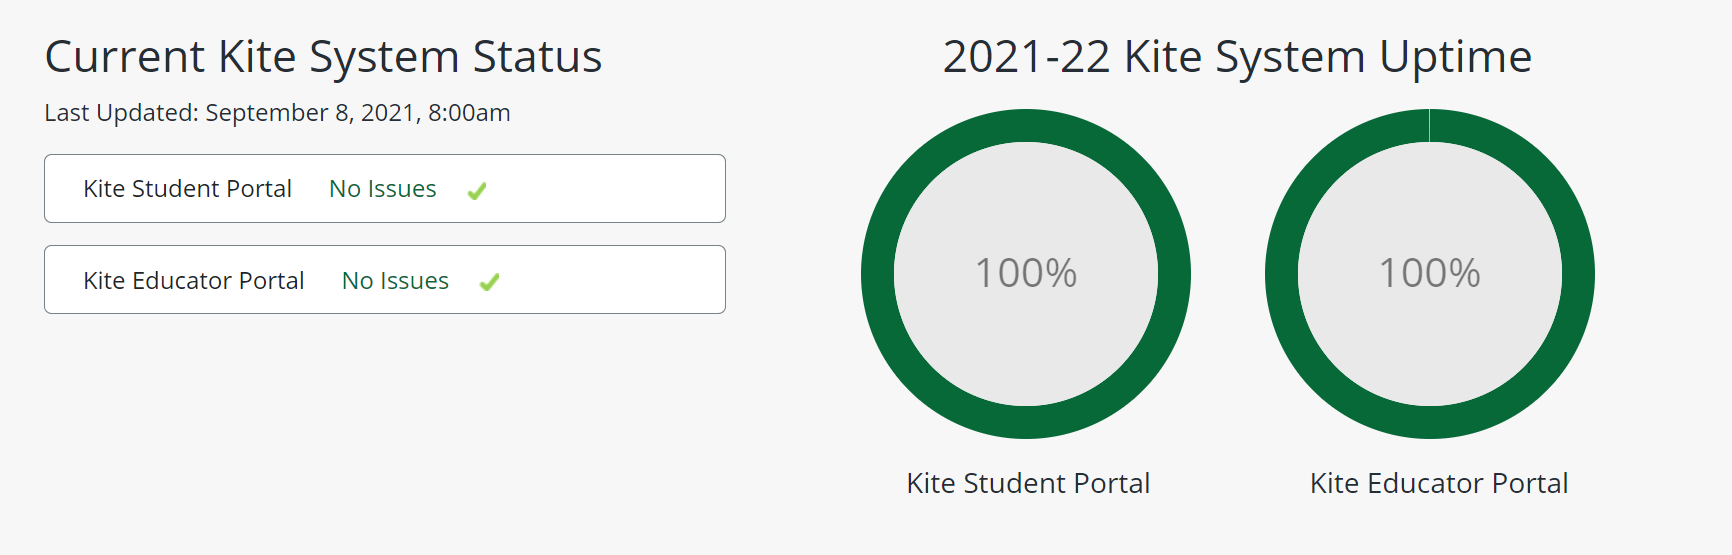 Current Kite System Status
Last Updated: September 8, 2021, 8:00am
Kite Student Portal No Issues
Kite Educator Portal No Issues
2021-22 Kite System Uptime
100%
Kite Student Portal
100%
Kite Educator Portal